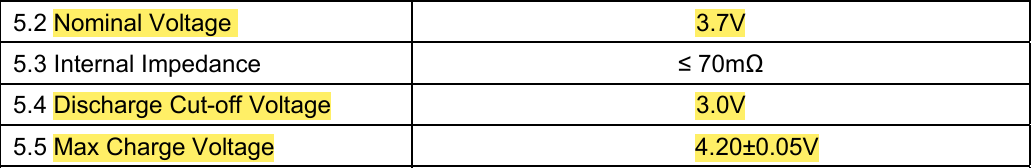 5.2 Nominal Voltage 3.7V
5.3 Internal Impedance ≤ 70mΩ
5.4 Discharge Cut-off Voltage 3.0V
5.5 Max Charge Voltage 4.20±0.05V